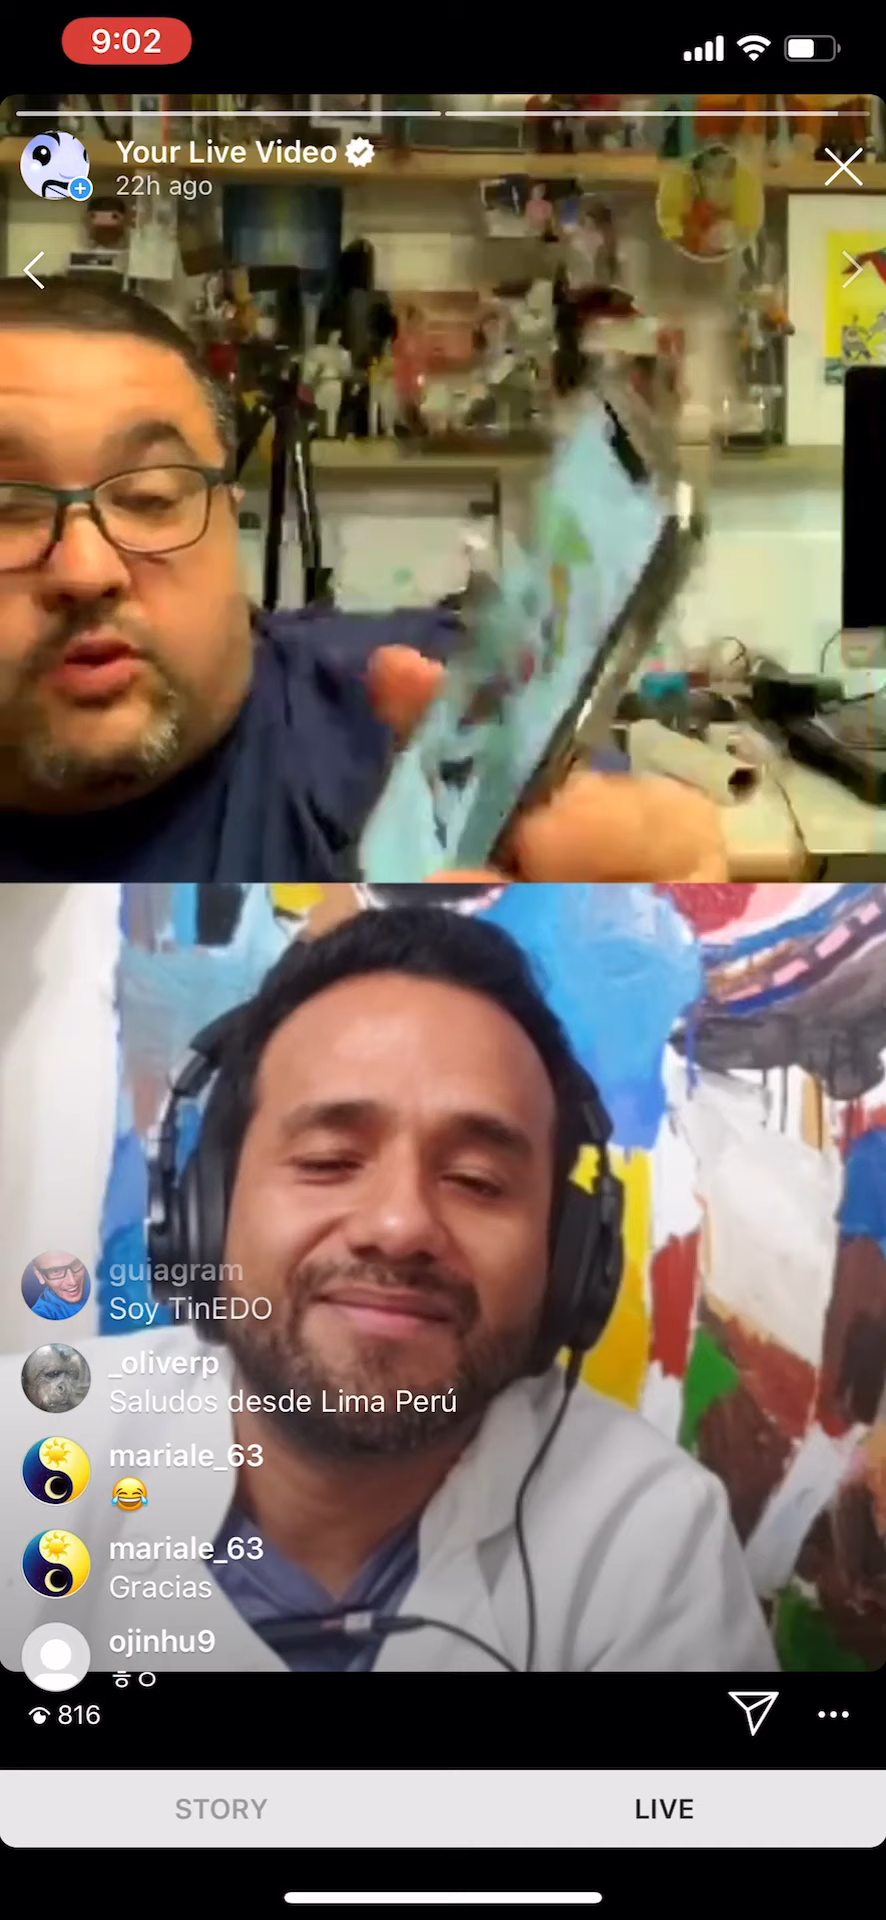 9:02
Your Live Video
22h ago
guiagram
Soy TinEDO
_oliverp
Saludos desde Lima Perú
mariale_63
😂
mariale_63
Gracias
ojinhu9
ㅎㅇ
816
STORY
LIVE